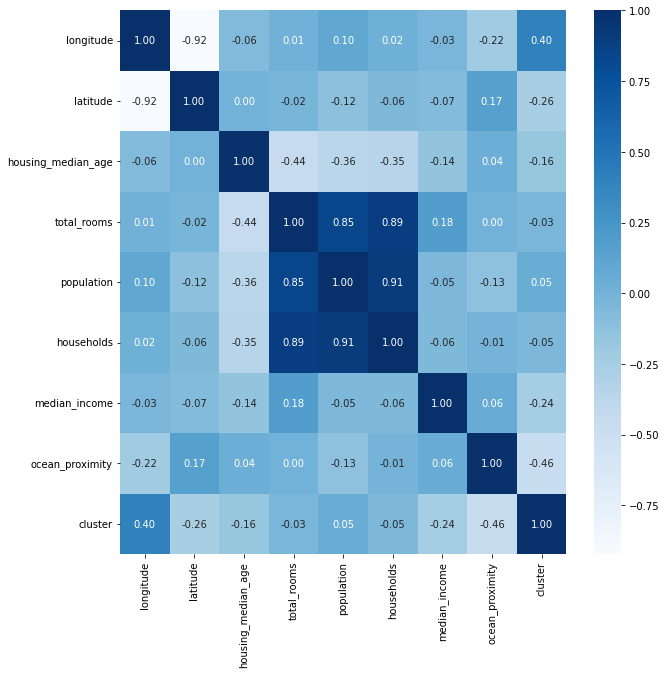 longitude 1.00 -0.92 -0.06 0.01 0.10 0.02 -0.03 -0.22 0.40
latitude -0.92 1.00 0.00 -0.02 -0.12 -0.06 -0.07 0.17 -0.26
housing_median_age -0.06 0.00 1.00 -0.44 -0.36 -0.35 -0.14 0.04 -0.16
total_rooms 0.01 -0.02 -0.44 1.00 0.85 0.89 0.18 0.00 -0.03
population 0.10 -0.12 -0.36 0.85 1.00 0.91 -0.05 -0.13 0.05
households 0.02 -0.06 -0.35 0.89 0.91 1.00 -0.06 -0.01 -0.05
median_income -0.03 -0.07 -0.14 0.18 -0.05 -0.06 1.00 0.06 -0.24
ocean_proximity -0.22 0.17 0.04 0.00 -0.13 -0.01 0.06 1.00 -0.46
cluster 0.40 -0.26 -0.16 -0.03 0.05 -0.05 -0.24 -0.46 1.00
longitude
latitude
housing_median_age
total_rooms
population
households
median_income
ocean_proximity
cluster
1.00
0.75
0.50
0.25
0.00
−0.25
−0.50
−0.75